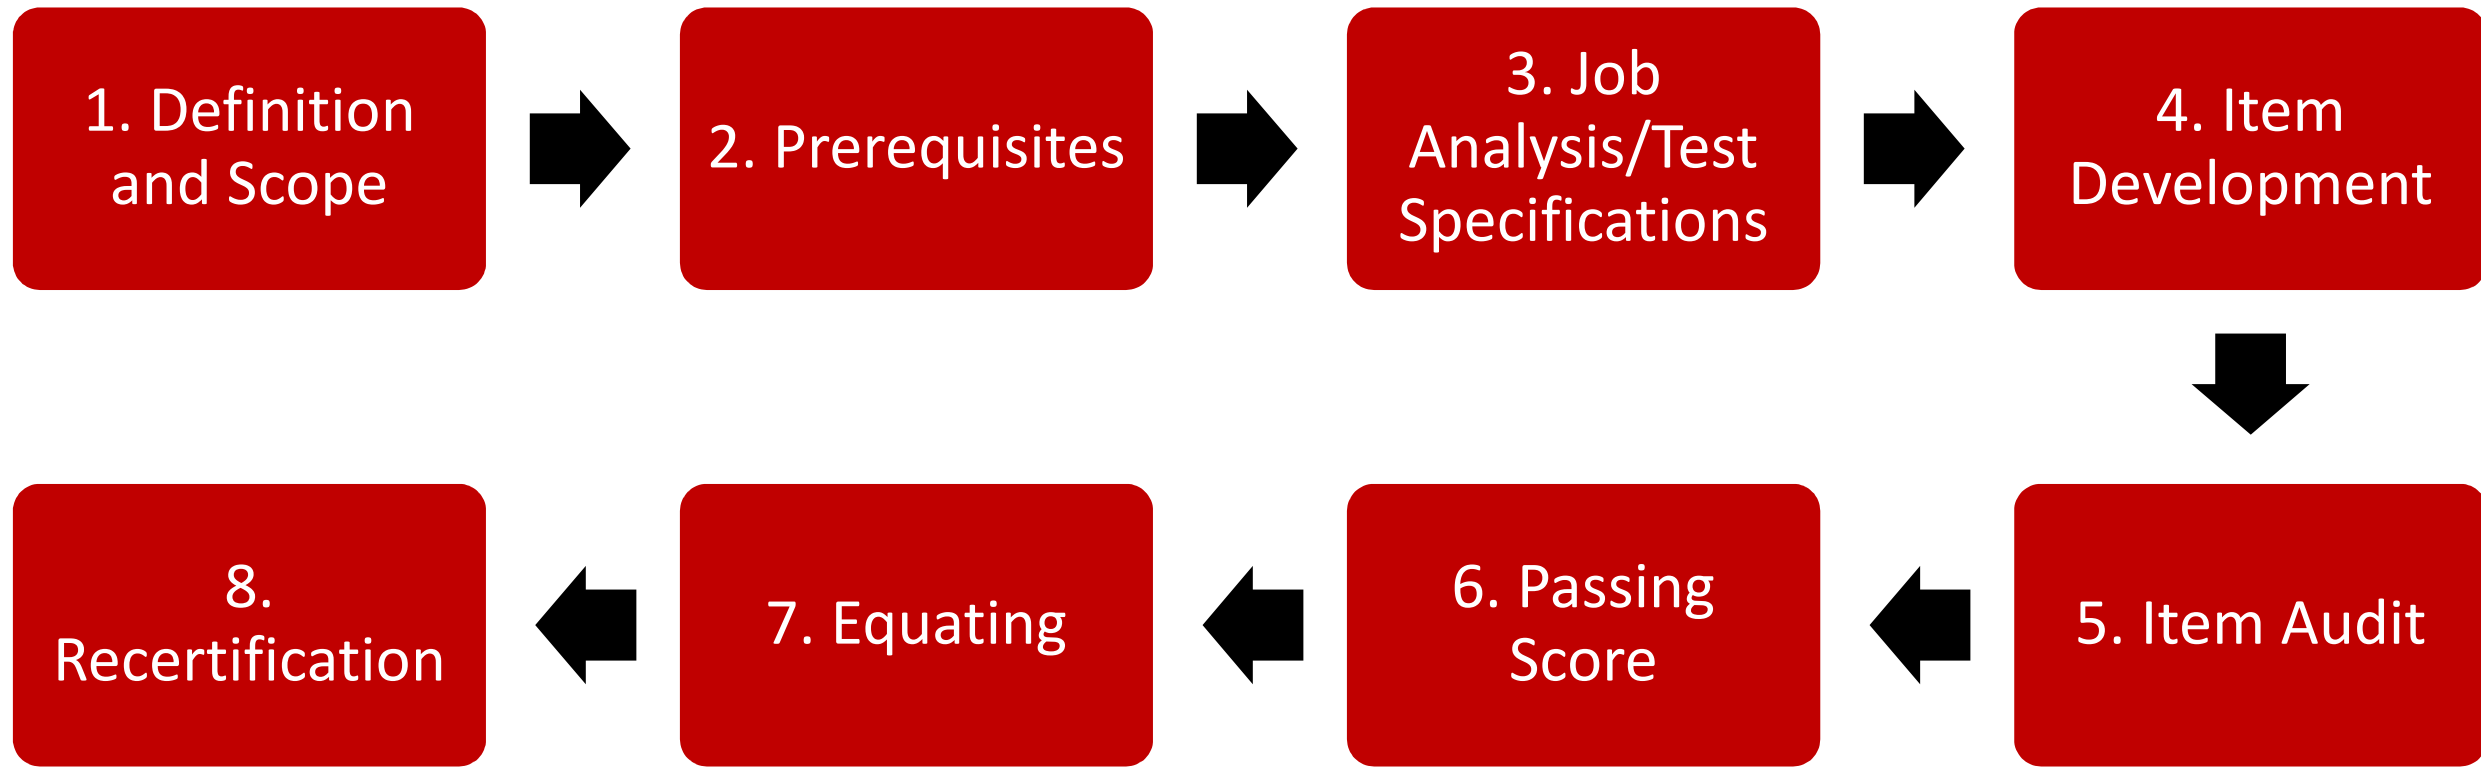 1. Definition
and Scope
2. Prerequisites
3. Job
Analysis/Test
Specifications
4. Item
Development
5. Item Audit
6. Passing
Score
7. Equating
8.
Recertification